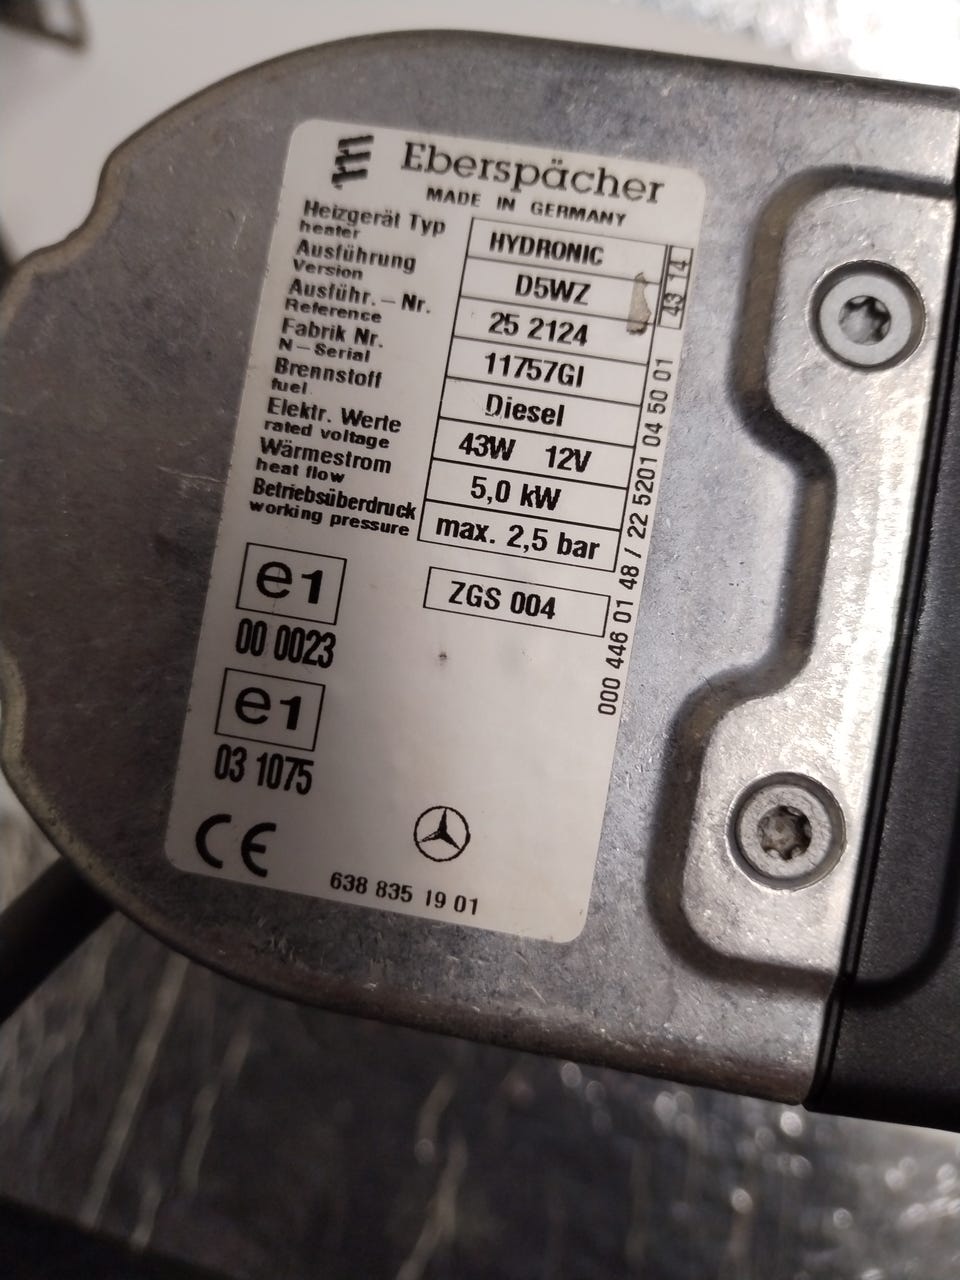 Eberspächer
MADE IN GERMANY
Heizgerät Typ HYDRONIC
heater
Ausführung D5WZ
Version
Ausführ. – Nr. 25 2124
Reference
Fabrik Nr. 11757GI
N – Serial
Brennstoff Diesel
fuel
Elektr. Werte 43W 12V
rated voltage
Wärmestrom 5,0 kW
heat flow
Betriebsüberdruck max. 2,5 bar
working pressure
43 14
000 446 01 48 / 22 5201 04 50 01
ZGS 004
e1
00 0023
e1
03 1075
CE
638 835 19 01